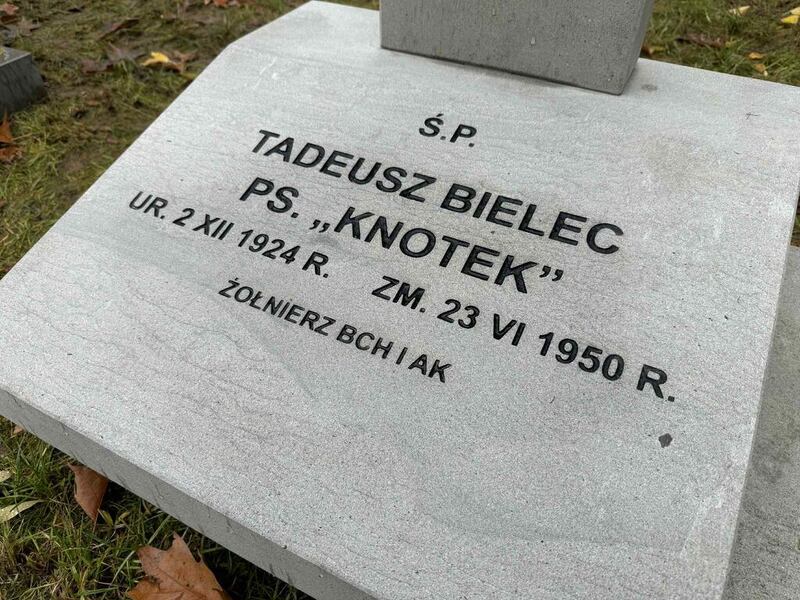 Ś.P.
TADEUSZ BIELEC
PS. „KNOTEK”
UR. 2 XII 1924 R. ZM. 23 VI 1950 R.
ŻOŁNIERZ BCH I AK